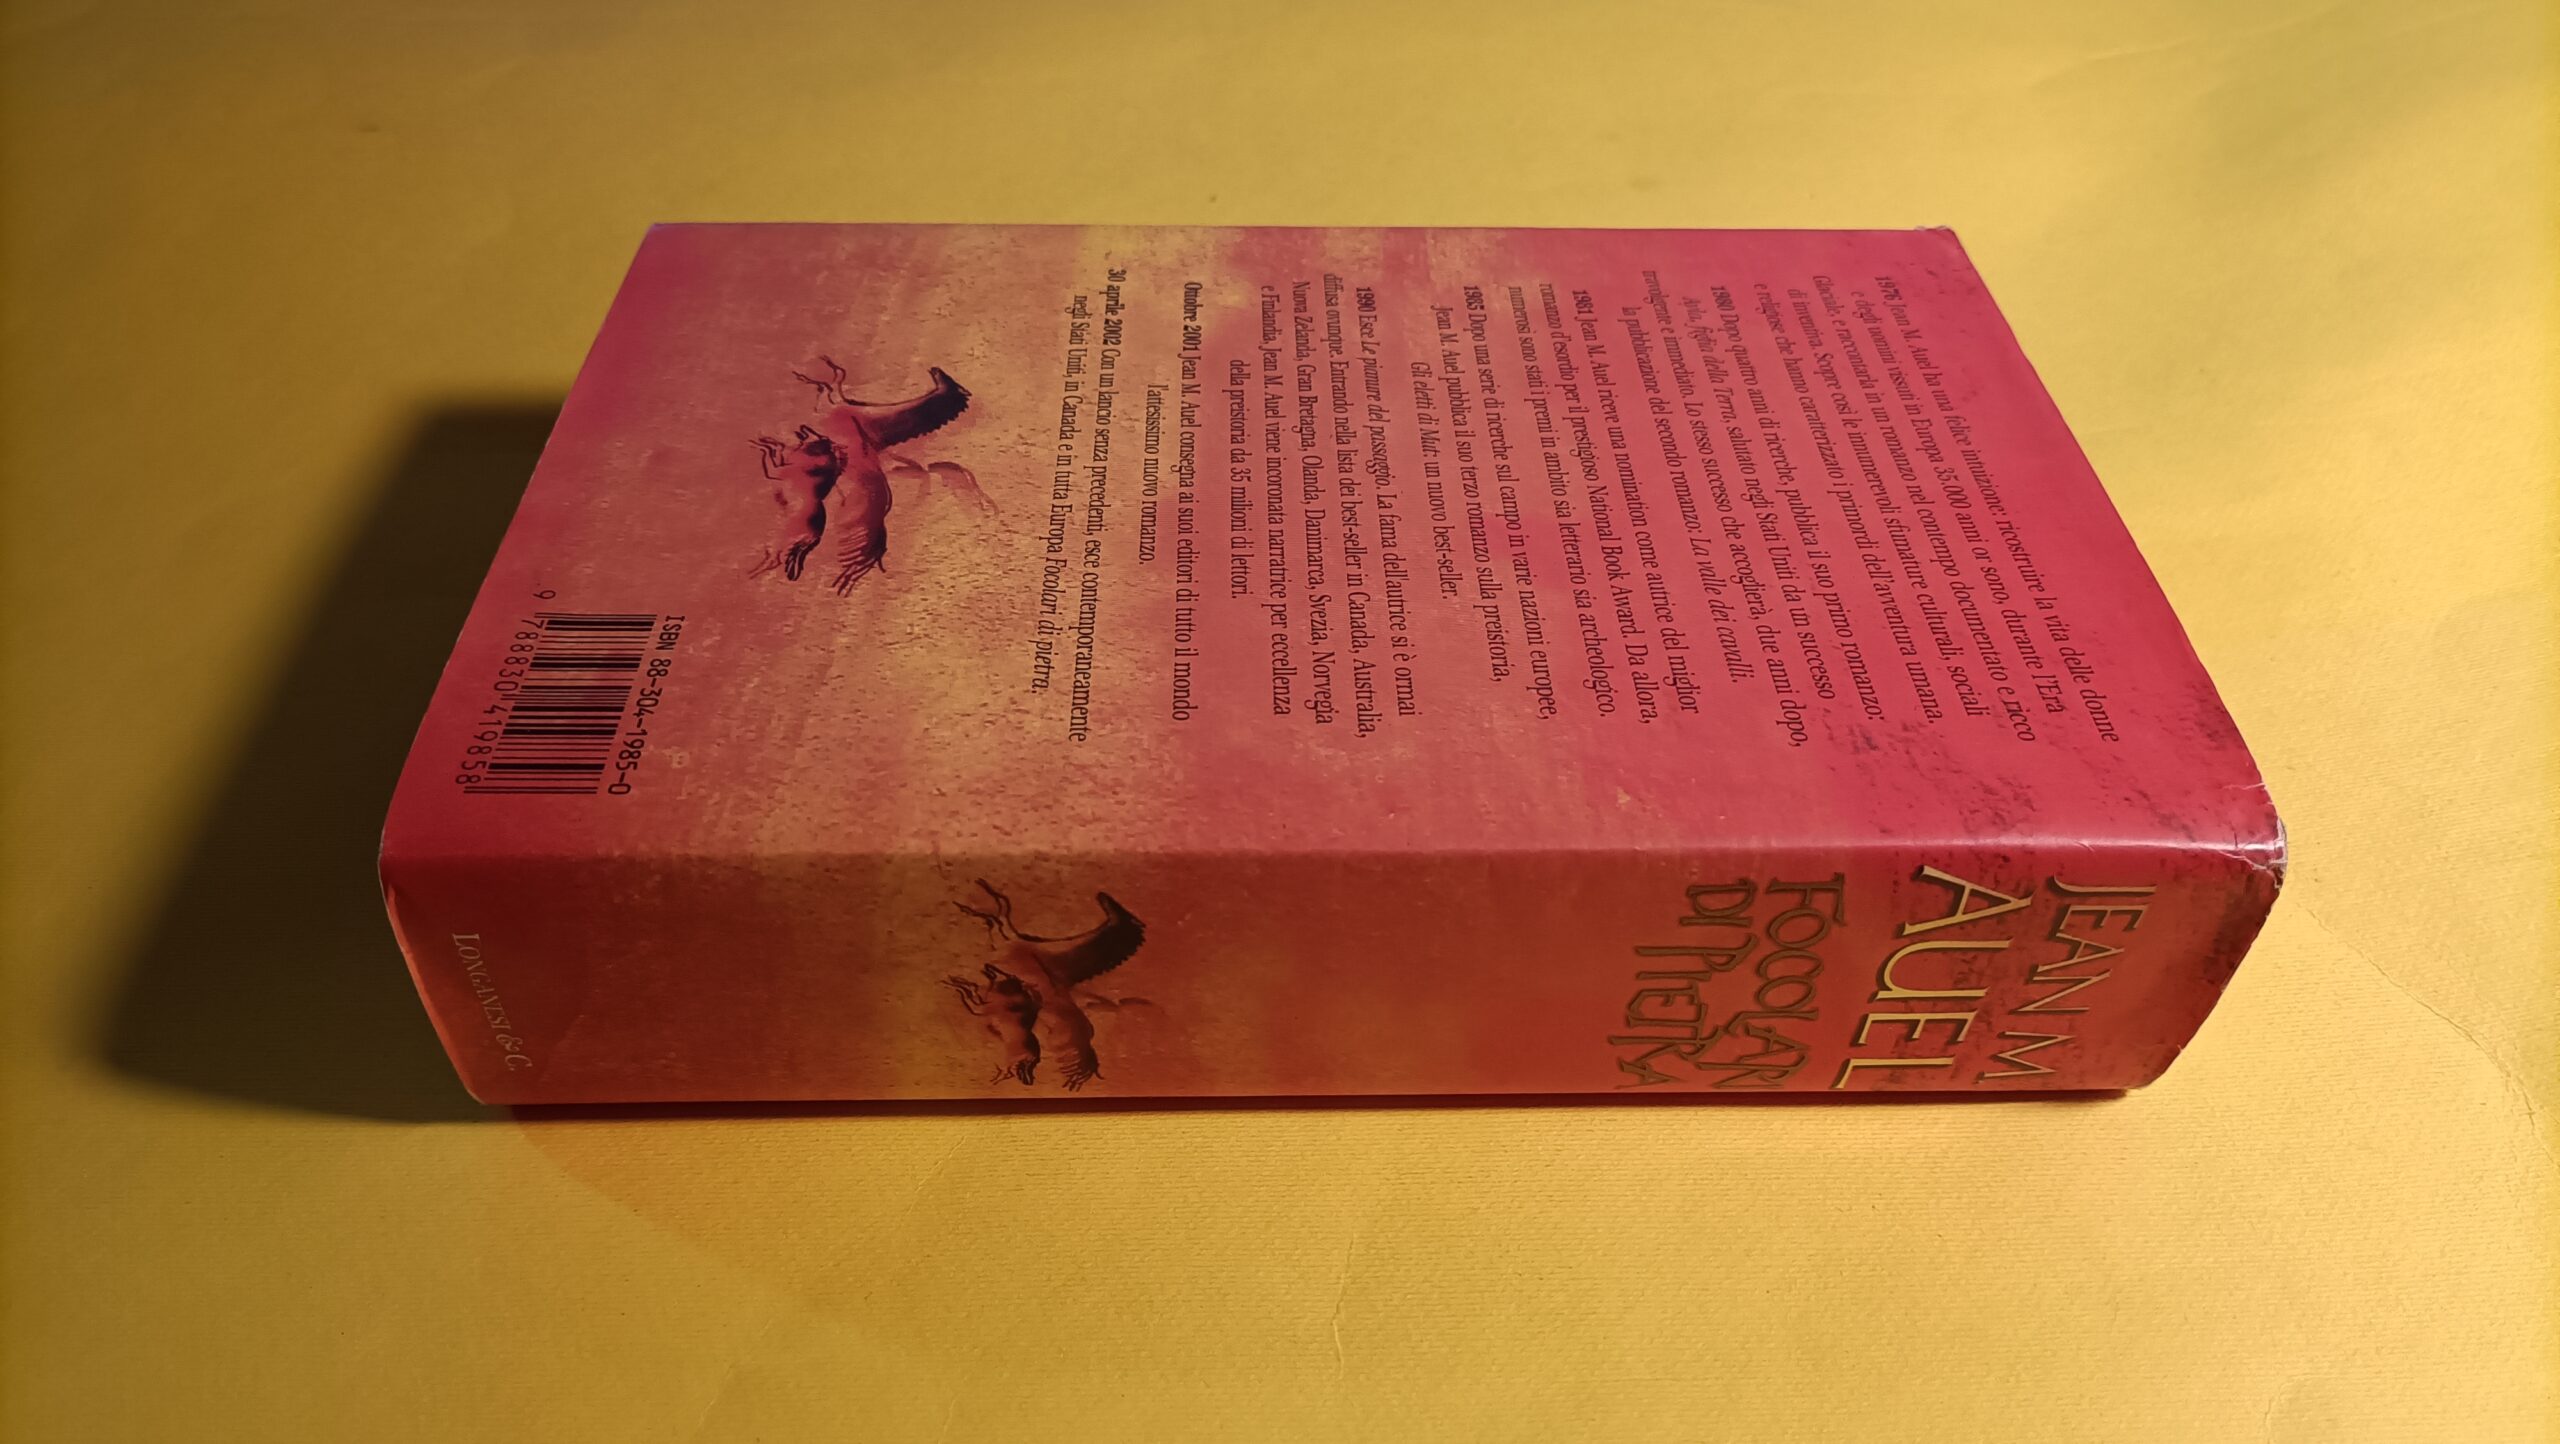 1976 Jean M. Auel ha una felice intuizione: ricostruire la vita delle donne
e degli uomini vissuti in Europa 35.000 anni or sono, durante l'Era
Glaciale, e raccontarla in un romanzo nel contempo documentato e ricco
di inventiva. Scopre così le innumerevoli sfumature culturali, sociali
e religiose che hanno caratterizzato i primordi dell'avventura umana.
1980 Dopo quattro anni di ricerche, pubblica il suo primo romanzo:
Ayla, figlia della Terra, salutato negli Stati Uniti da un successo
travolgente e immediato. Lo stesso successo che accoglierà, due anni dopo,
la pubblicazione del secondo romanzo: La valle dei cavalli.
1981 Jean M. Auel riceve una nomination come autrice del miglior
romanzo d'esordio per il prestigioso National Book Award. Da allora,
numerosi sono stati i premi in ambito sia letterario sia archeologico.
1985 Dopo una serie di ricerche sul campo in varie nazioni europee,
Jean M. Auel pubblica il suo terzo romanzo sulla preistoria,
Gli eletti di Mut: un nuovo best-seller.
1990 Esce Le pianure del passaggio. La fama dell'autrice si è ormai
diffusa ovunque. Entrando nella lista dei best-seller in Canada, Australia,
Nuova Zelanda, Gran Bretagna, Olanda, Danimarca, Svezia, Norvegia
e Finlandia, Jean M. Auel viene incoronata narratrice per eccellenza
della preistoria da 35 milioni di lettori.
Ottobre 2001 Jean M. Auel consegna ai suoi editori di tutto il mondo
l'attesissimo nuovo romanzo.
30 aprile 2002 Con un lancio senza precedenti, esce contemporaneamente
negli Stati Uniti, in Canada e in tutta Europa Focolari di pietra.
ISBN 88-304-1985-0
9 788830 419858
JEAN M
AUEL
FOCOLARI
DI PIETRA
LONGANESI & C.